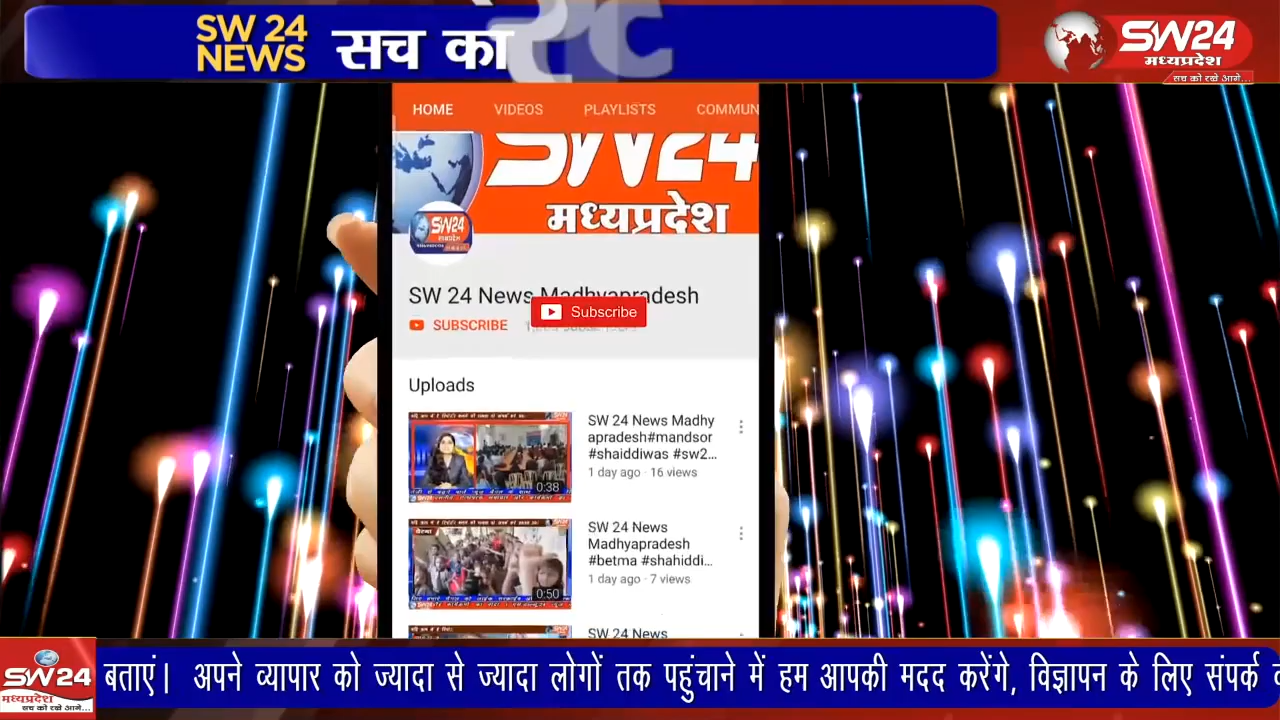 SW 24
NEWS
सच का
SW24
मध्यप्रदेश
सच को रखे आगे...
HOME VIDEOS PLAYLISTS COMMUN
SW24
मध्यप्रदेश
SW24
SW 24 News Madhyapradesh
SUBSCRIBE
Subscribe
Uploads
SW 24 News Madhy
apradesh#mandsor
#shaiddiwas #sw2...
1 day ago · 16 views
0:38
SW 24 News
Madhyapradesh
#betma #shahiddi...
1 day ago · 7 views
0:50
SW 24 News
SW24
मध्यप्रदेश
सच को रखे आगे...
बताएं। अपने व्यापार को ज्यादा से ज्यादा लोगों तक पहुंचाने में हम आपकी मदद करेंगे, विज्ञापन के लिए संपर्क